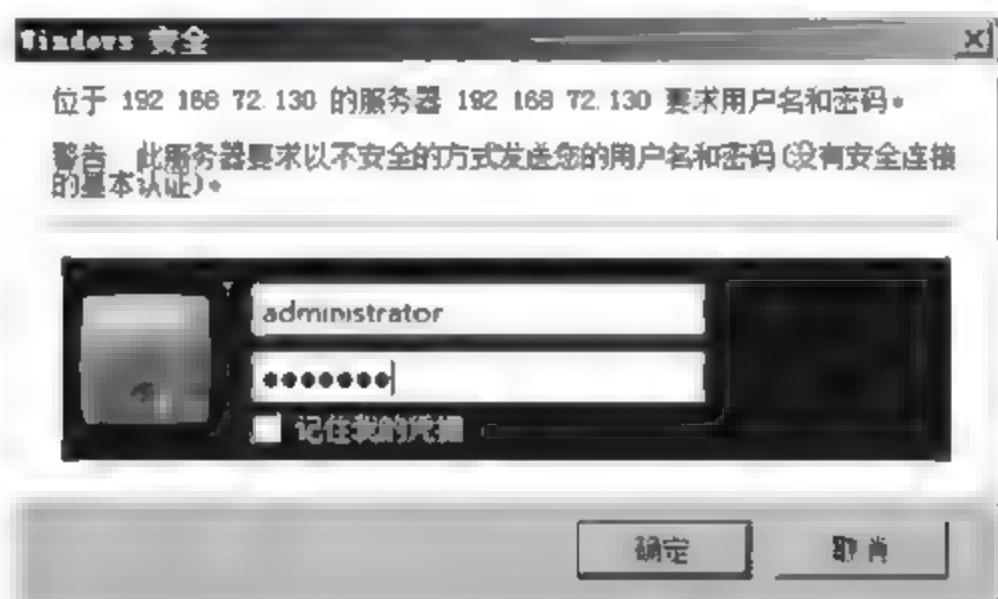 Windows 安全
位于 192.168.72.130 的服务器 192.168.72.130 要求用户名和密码。
警告: 此服务器要求以不安全的方式发送您的用户名和密码(没有安全连接
的基本认证)。
administrator
●●●●●●●
记住我的凭据
确定
取消